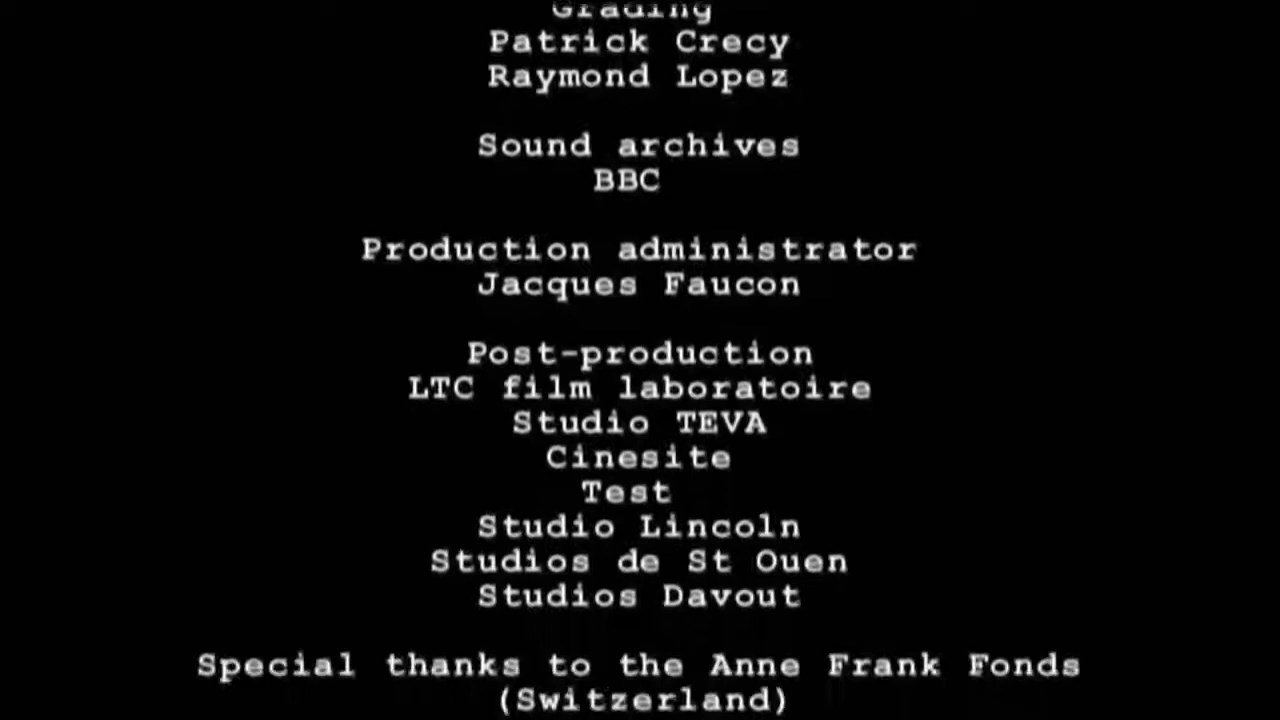 Grading
Patrick Crecy
Raymond Lopez
Sound archives
BBC
Production administrator
Jacques Faucon
Post-production
LTC film laboratoire
Studio TEVA
Cinesite
Test
Studio Lincoln
Studios de St Ouen
Studios Davout
Special thanks to the Anne Frank Fonds
(Switzerland)